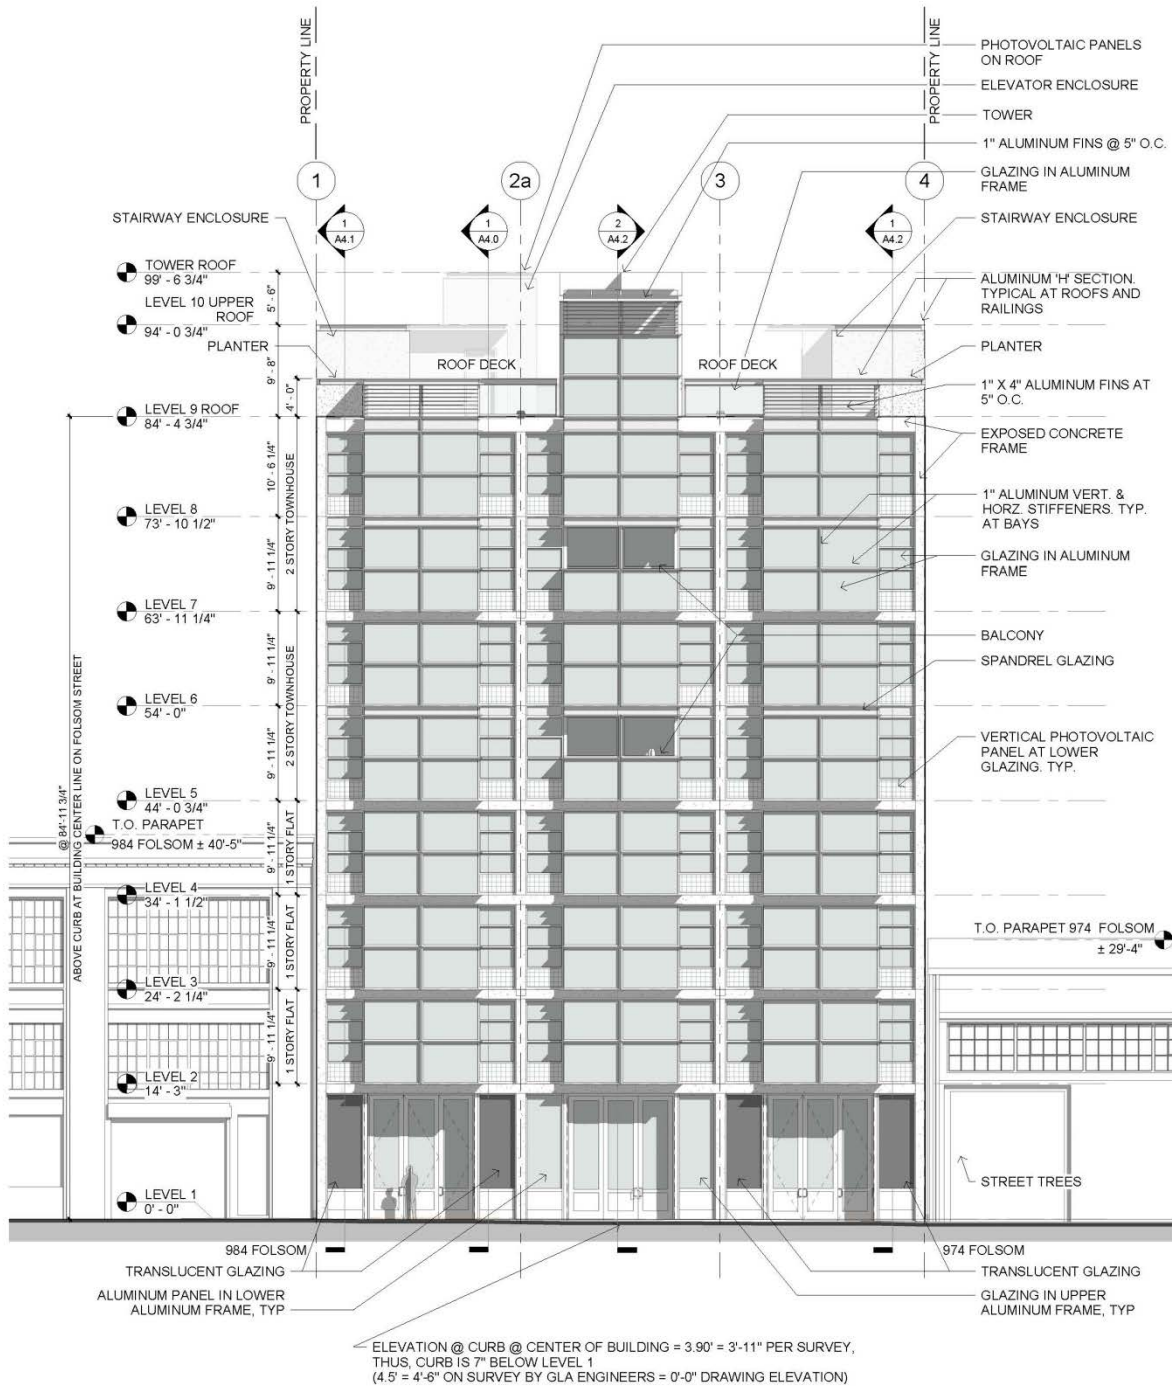 PROPERTY LINE
PROPERTY LINE
PHOTOVOLTAIC PANELS
ON ROOF
ELEVATOR ENCLOSURE
TOWER
1" ALUMINUM FINS @ 5" O.C.
GLAZING IN ALUMINUM
FRAME
1
2a
3
4
STAIRWAY ENCLOSURE
1
A4.1
1
A4.0
2
A4.2
1
A4.2
STAIRWAY ENCLOSURE
TOWER ROOF
99' - 6 3/4"
5' - 6"
ALUMINUM 'H' SECTION.
TYPICAL AT ROOFS AND
RAILINGS
LEVEL 10 UPPER
ROOF
94' - 0 3/4"
PLANTER
9' - 8"
ROOF DECK
ROOF DECK
PLANTER
4' - 0"
1" X 4" ALUMINUM FINS AT
5" O.C.
LEVEL 9 ROOF
84' - 4 3/4"
EXPOSED CONCRETE
FRAME
10' - 6 1/4"
2 STORY TOWNHOUSE
1" ALUMINUM VERT. &
HORZ. STIFFENERS. TYP.
AT BAYS
LEVEL 8
73' - 10 1/2"
9' - 11 1/4"
GLAZING IN ALUMINUM
FRAME
LEVEL 7
63' - 11 1/4"
9' - 11 1/4"
2 STORY TOWNHOUSE
BALCONY
SPANDREL GLAZING
LEVEL 6
54' - 0"
9' - 11 1/4"
VERTICAL PHOTOVOLTAIC
PANEL AT LOWER
GLAZING. TYP.
LEVEL 5
44' - 0 3/4"
@ 84'-11 3/4"
ABOVE CURB AT BUILDING CENTER LINE ON FOLSOM STREET
T.O. PARAPET
984 FOLSOM ± 40'-5"
9' - 11 1/4"
1 STORY FLAT
LEVEL 4
34' - 1 1/2"
9' - 11 1/4"
1 STORY FLAT
T.O. PARAPET 974 FOLSOM
± 29'-4"
LEVEL 3
24' - 2 1/4"
9' - 11 1/4"
1 STORY FLAT
LEVEL 2
14' - 3"
STREET TREES
LEVEL 1
0' - 0"
984 FOLSOM
974 FOLSOM
TRANSLUCENT GLAZING
TRANSLUCENT GLAZING
ALUMINUM PANEL IN LOWER
ALUMINUM FRAME, TYP
GLAZING IN UPPER
ALUMINUM FRAME, TYP
ELEVATION @ CURB @ CENTER OF BUILDING = 3.90' = 3'-11" PER SURVEY,
THUS, CURB IS 7" BELOW LEVEL 1
(4.5' = 4'-6" ON SURVEY BY GLA ENGINEERS = 0'-0" DRAWING ELEVATION)